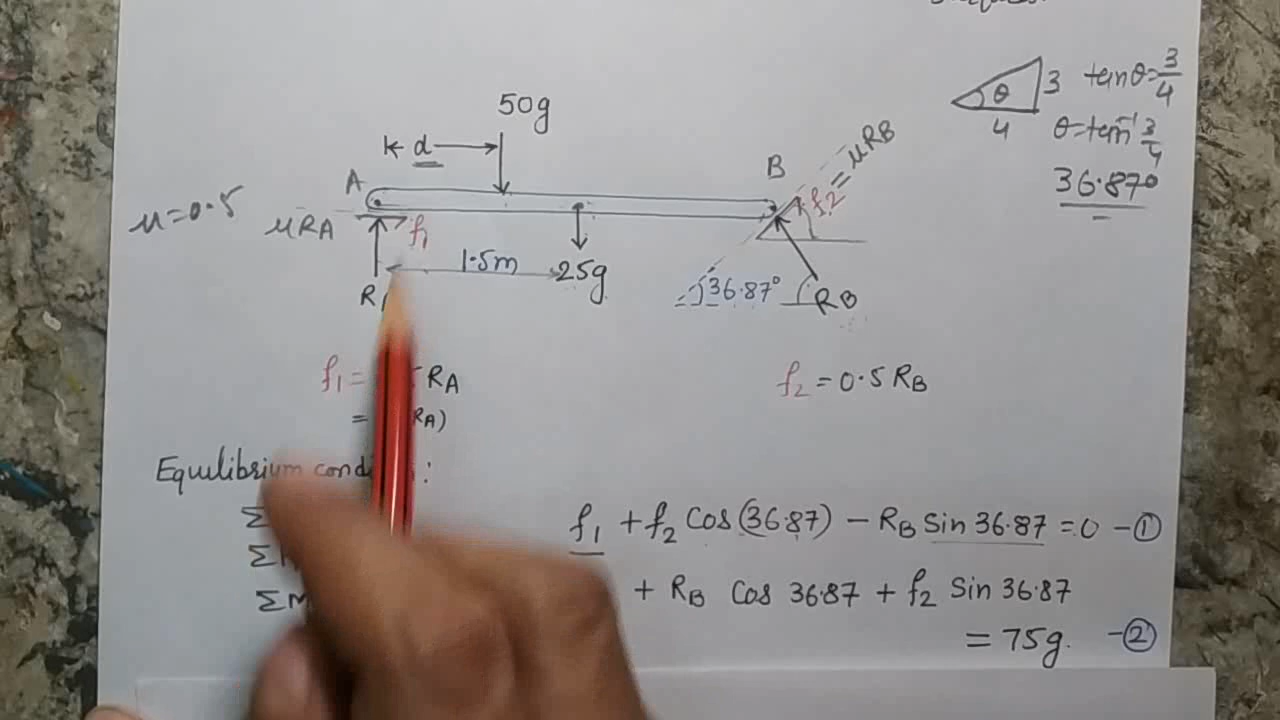 3 tanθ=3/4
4 θ=tan⁻¹ 3/4
36.87°
50g
d
A
B
f2 = μRB
μ=0.5
μRA
f1
1.5m
25g
36.87°
RB
f1= RA
f2 = 0.5 RB
= RA)
Equilibrium cond :
f1 + f2 Cos(36.87) - RB Sin 36.87 = 0 -①
ΣM
+ RB Cos 36.87 + f2 Sin 36.87
= 75g. -②